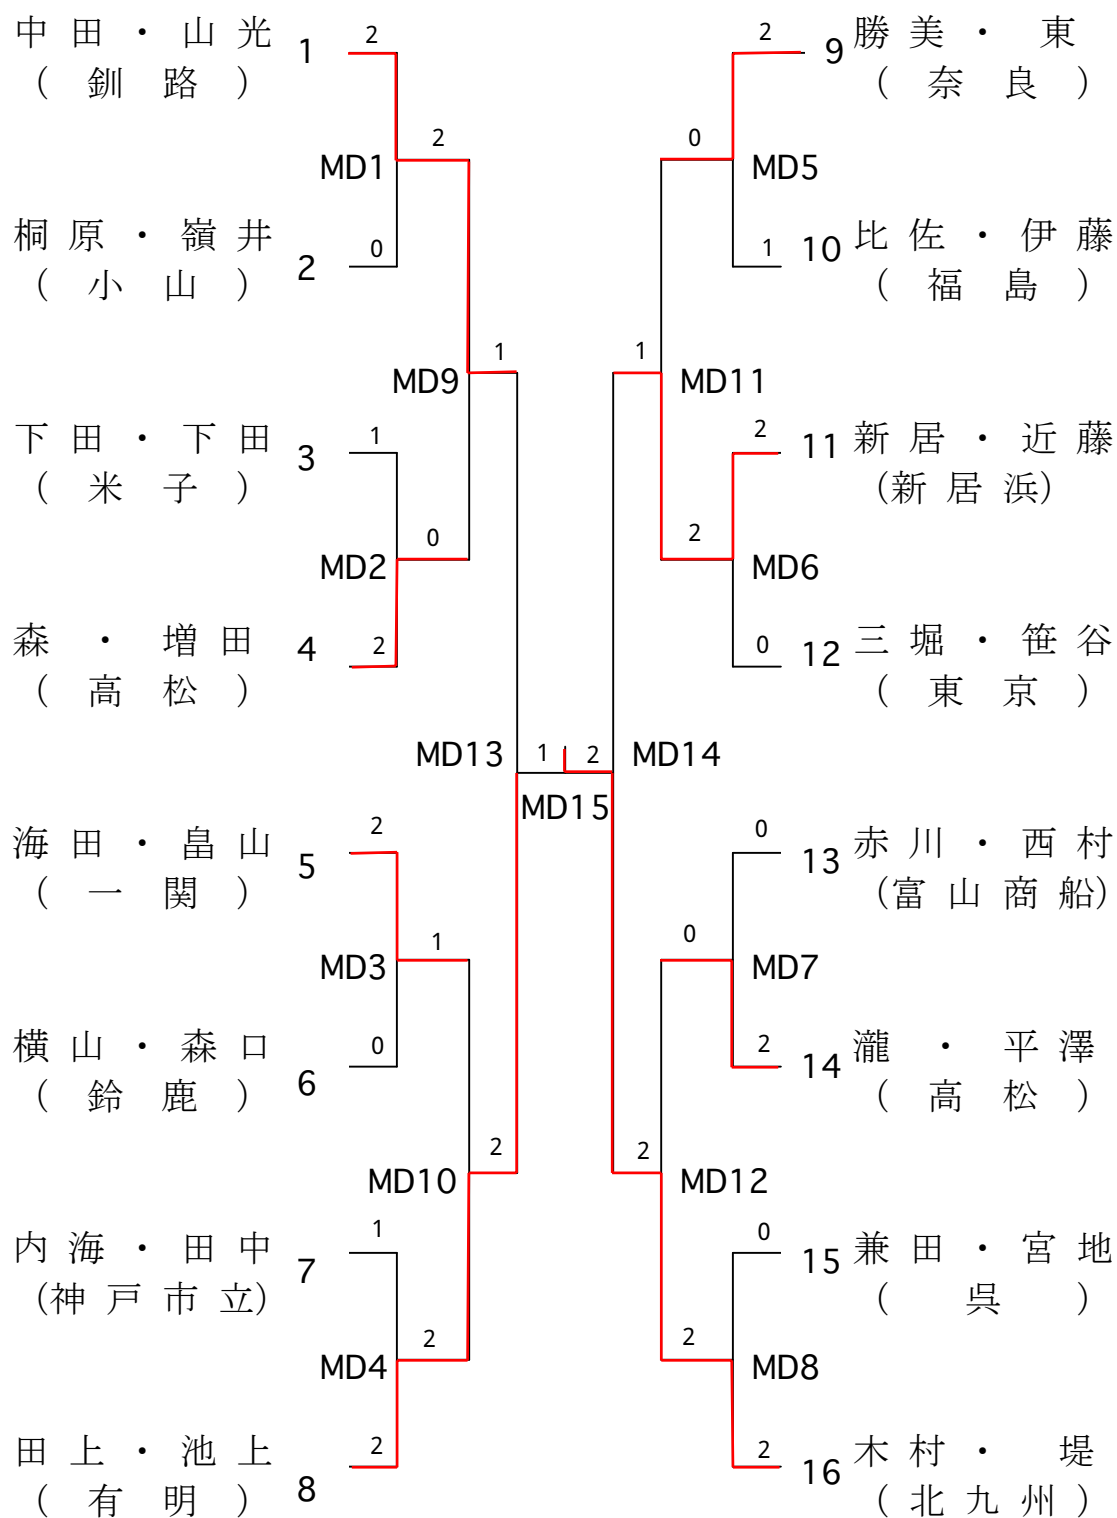 中田・山光 1 2
(釧路)
2
MD1
桐原・嶺井 2 0
(小山)
1
MD9
下田・下田 3 1
(米子)
0
MD2
森・増田 4 2
(高松)
MD13 1
MD15
海田・畠山 5 2
(一関)
1
MD3
横山・森口 6 0
(鈴鹿)
2
MD10
内海・田中 7 1
(神戸市立)
2
MD4
田上・池上 8 2
(有明)
2 9 勝美・東
(奈良)
0
MD5
1 10 比佐・伊藤
(福島)
1
MD11
2 11 新居・近藤
(新居浜)
2
MD6
0 12 三堀・笹谷
(東京)
2 MD14
0 13 赤川・西村
(富山商船)
0
MD7
2 14 瀧・平澤
(高松)
2
MD12
0 15 兼田・宮地
(呉)
2
MD8
2 16 木村・堤
(北九州)